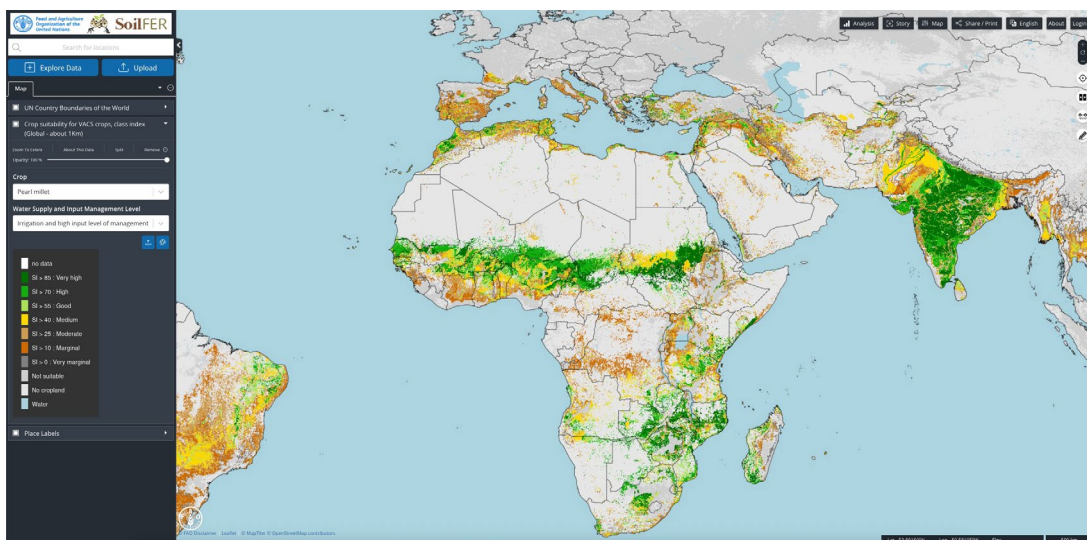 Food and Agriculture
Organization of the
United Nations
SoilFER
Search for locations
Explore Data
Upload
Map
UN Country Boundaries of the World
Crop suitability for VACS crops, class index
(Global - about 1Km)
Zoom To Extent
About This Data
Split
Remove
Opacity: 100 %
Crop
Pearl millet
Water Supply and Input Management Level
Irrigation and high input level of management
no data
SI > 85 : Very high
SI > 70 : High
SI > 55 : Good
SI > 40 : Medium
SI > 25 : Moderate
SI > 10 : Marginal
SI > 0 : Very marginal
Not suitable
No cropland
Water
Place Labels
Analysis
Story
Map
Share / Print
English
About
Login
FAO Disclaimer
Leaflet
© MapTiler © OpenStreetMap contributors